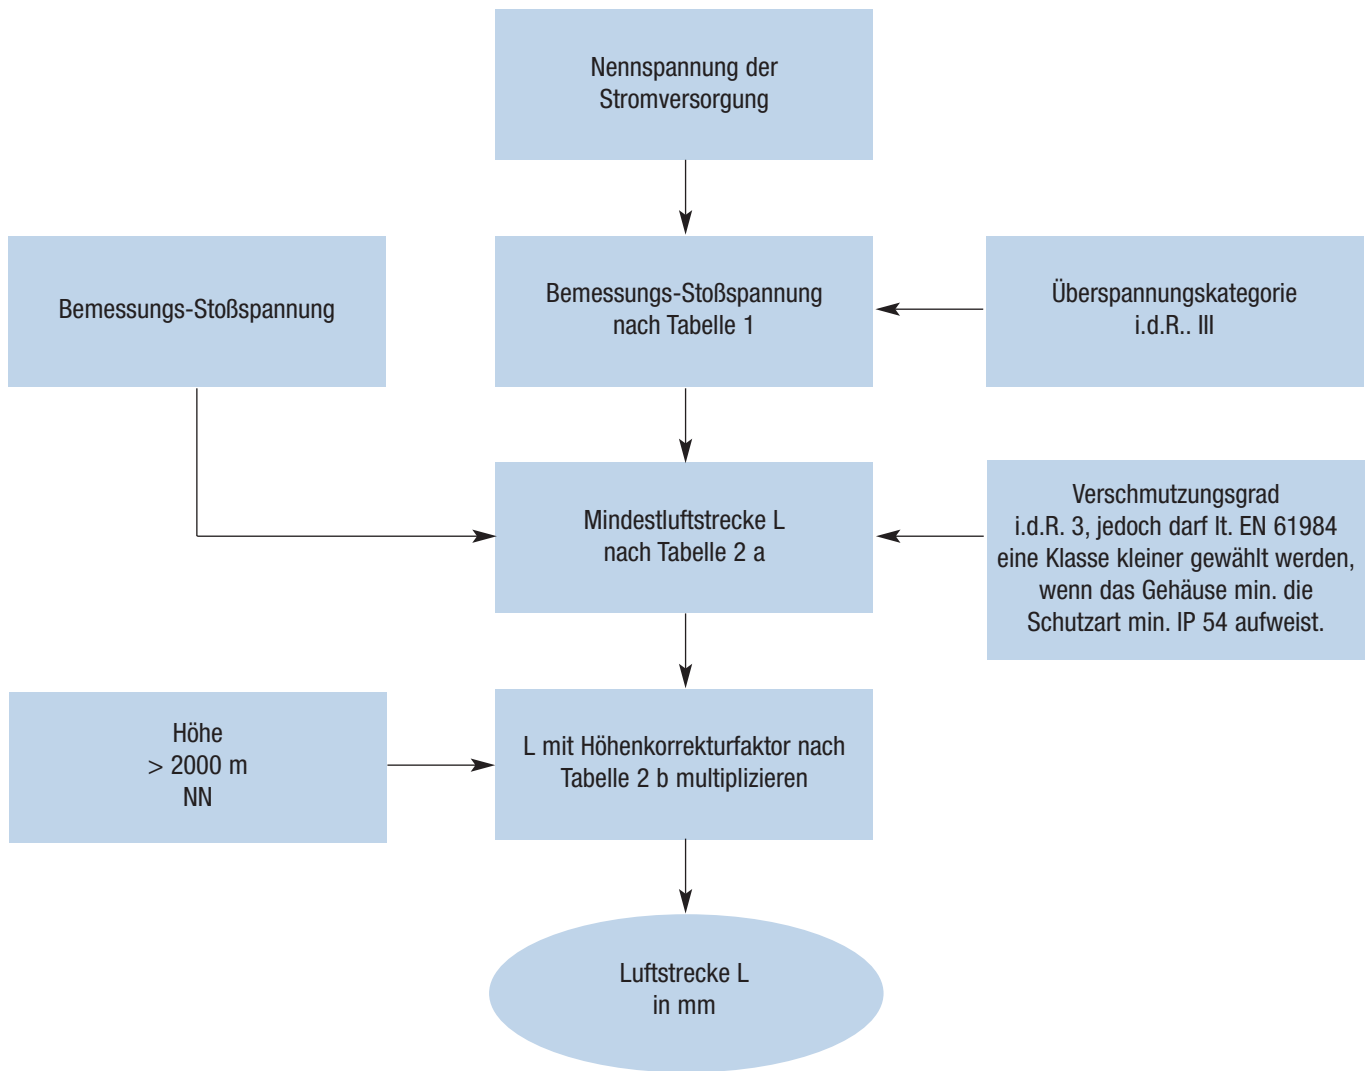 Nennspannung der
Stromversorgung
Bemessungs-Stoßspannung
Bemessungs-Stoßspannung
nach Tabelle 1
Überspannungskategorie
i.d.R.. III
Mindestluftstrecke L
nach Tabelle 2 a
Verschmutzungsgrad
i.d.R. 3, jedoch darf lt. EN 61984
eine Klasse kleiner gewählt werden,
wenn das Gehäuse min. die
Schutzart min. IP 54 aufweist.
Höhe
> 2000 m
NN
L mit Höhenkorrekturfaktor nach
Tabelle 2 b multiplizieren
Luftstrecke L
in mm